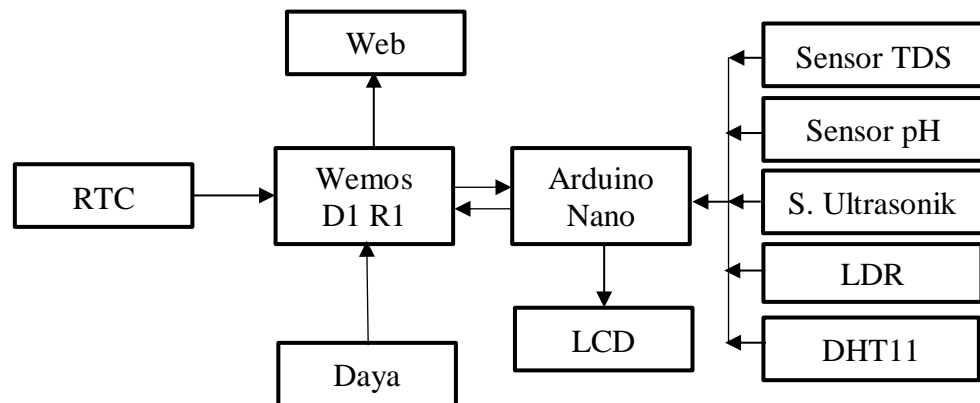 Web
Sensor TDS
Sensor pH
RTC
Wemos
D1 R1
Arduino
Nano
S. Ultrasonik
LDR
LCD
DHT11
Daya